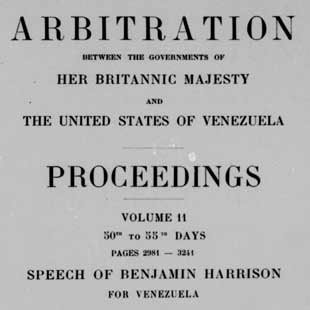 ARBITRATION
BETWEEN THE GOVERNMENTS OF
HER BRITANNIC MAJESTY
AND
THE UNITED STATES OF VENEZUELA
PROCEEDINGS
VOLUME 11
50TH TO 55TH DAYS
PAGES 2981 — 3241
SPEECH OF BENJAMIN HARRISON
FOR VENEZUELA